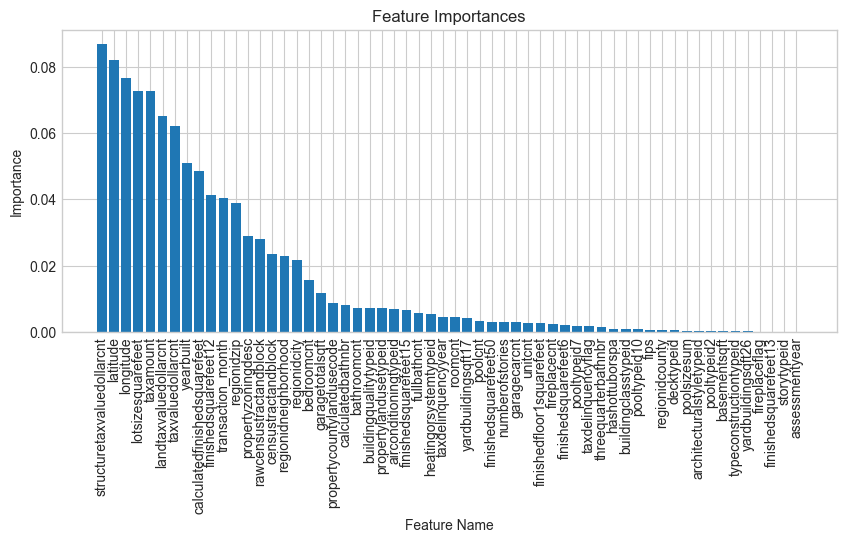 Feature Importances
Importance
0.08
0.06
0.04
0.02
0.00
structuretaxvaluedollarcnt
latitude
longitude
lotsizesquarefeet
taxamount
landtaxvaluedollarcnt
taxvaluedollarcnt
yearbuilt
calculatedfinishedsquarefeet
finishedsquarefeet12
transaction_month
regionidzip
propertyzoningdesc
rawcensustractandblock
censustractandblock
regionidneighborhood
regionidcity
bedroomcnt
garagetotalsqft
propertycountylandusecode
calculatedbathnbr
bathroomcnt
buildingqualitytypeid
propertylandusetypeid
airconditioningtypeid
finishedsquarefeet15
fullbathcnt
heatingorsystemtypeid
taxdelinquencyyear
roomcnt
yardbuildingsqft17
poolcnt
finishedsquarefeet50
numberofstories
garagecarcnt
unitcnt
finishedfloor1squarefeet
fireplacecnt
finishedsquarefeet6
pooltypeid7
taxdelinquencyflag
threequarterbathnbr
hashottuborspa
buildingclasstypeid
pooltypeid10
fips
regionidcounty
decktypeid
poolsizesum
architecturalstyletypeid
pooltypeid2
basementsqft
typeconstructiontypeid
yardbuildingsqft26
fireplaceflag
finishedsquarefeet13
storytypeid
assessmentyear
Feature Name